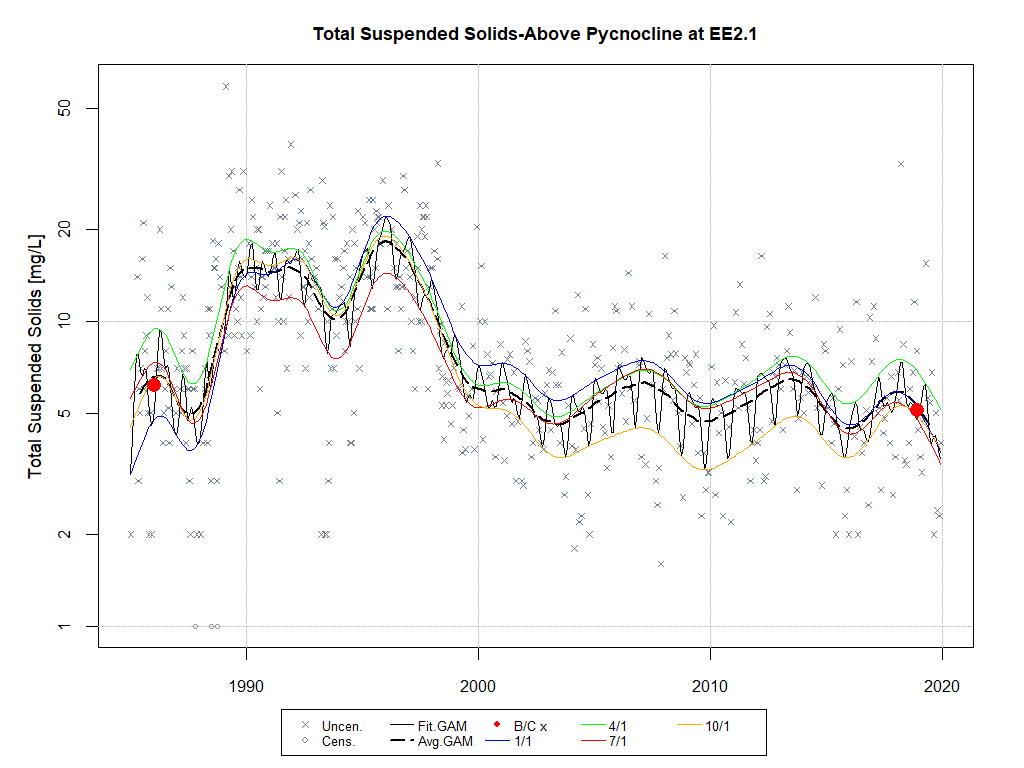 Total Suspended Solids-Above Pycnocline at EE2.1
Total Suspended Solids [mg/L]
50
20
10
5
2
1
1990 2000 2010 2020
Uncen. Fit.GAM B/C x 4/1 10/1
Cens. Avg.GAM 1/1 7/1